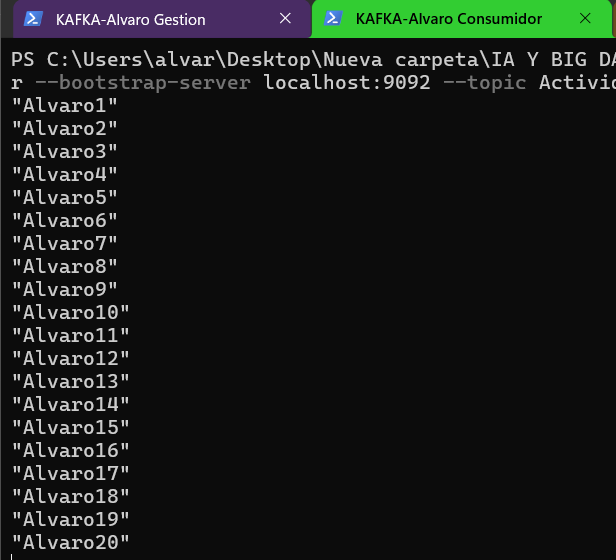 KAFKA-Alvaro Gestion
KAFKA-Alvaro Consumidor
PS C:\Users\alvar\Desktop\Nueva carpeta\IA Y BIG DA
r --bootstrap-server localhost:9092 --topic Activid
"Alvaro1"
"Alvaro2"
"Alvaro3"
"Alvaro4"
"Alvaro5"
"Alvaro6"
"Alvaro7"
"Alvaro8"
"Alvaro9"
"Alvaro10"
"Alvaro11"
"Alvaro12"
"Alvaro13"
"Alvaro14"
"Alvaro15"
"Alvaro16"
"Alvaro17"
"Alvaro18"
"Alvaro19"
"Alvaro20"